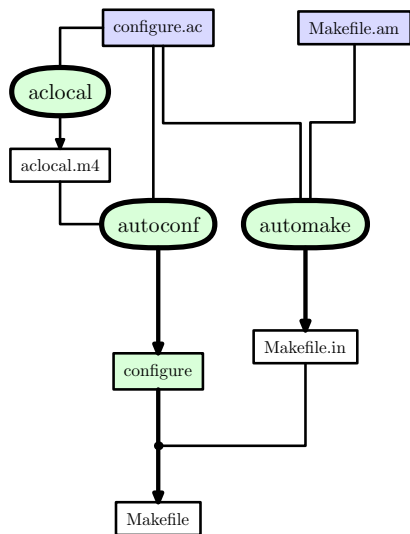 configure.ac
Makefile.am
aclocal
aclocal.m4
autoconf
automake
Makefile.in
configure
Makefile